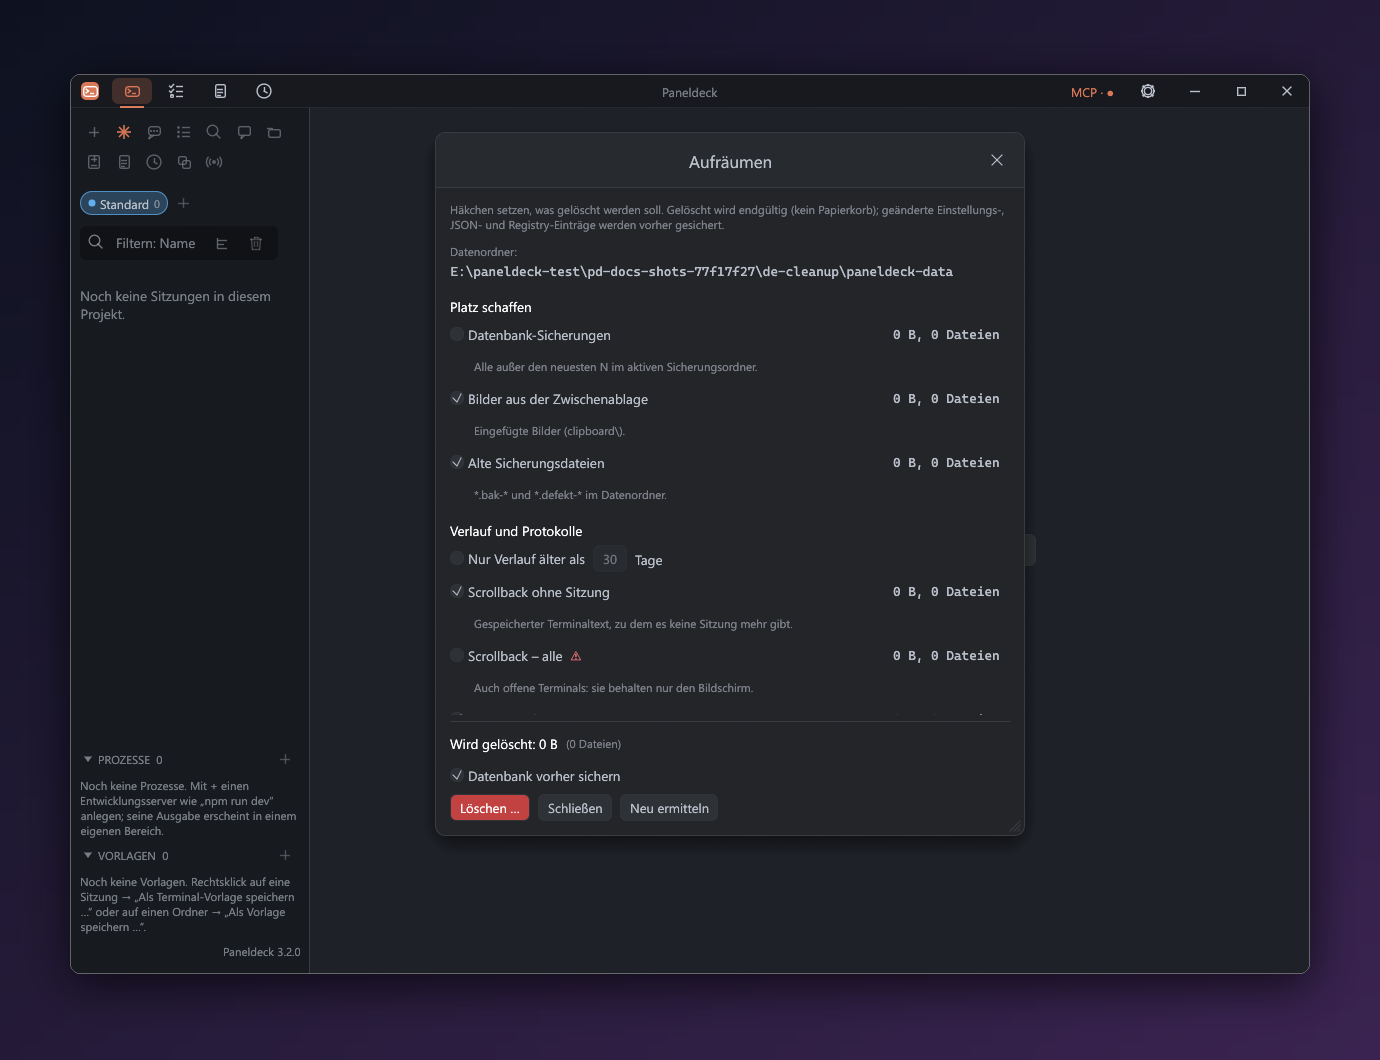 Paneldeck
MCP ·
Aufräumen
Häkchen setzen, was gelöscht werden soll. Gelöscht wird endgültig (kein Papierkorb); geänderte Einstellungs-,
JSON- und Registry-Einträge werden vorher gesichert.
Datenordner:
E:\paneldeck-test\pd-docs-shots-77f17f27\de-cleanup\paneldeck-data
Platz schaffen
Datenbank-Sicherungen 0 B, 0 Dateien
Alle außer den neuesten N im aktiven Sicherungsordner.
Bilder aus der Zwischenablage 0 B, 0 Dateien
Eingefügte Bilder (clipboard\).
Alte Sicherungsdateien 0 B, 0 Dateien
*.bak-* und *.defekt-* im Datenordner.
Verlauf und Protokolle
Nur Verlauf älter als 30 Tage
Scrollback ohne Sitzung 0 B, 0 Dateien
Gespeicherter Terminaltext, zu dem es keine Sitzung mehr gibt.
Scrollback – alle 0 B, 0 Dateien
Auch offene Terminals: sie behalten nur den Bildschirm.
Wird gelöscht: 0 B (0 Dateien)
Datenbank vorher sichern
Löschen ... Schließen Neu ermitteln
Standard 0
Filtern: Name
Noch keine Sitzungen in diesem
Projekt.
PROZESSE 0
Noch keine Prozesse. Mit + einen
Entwicklungsserver wie „npm run dev“
anlegen; seine Ausgabe erscheint in einem
eigenen Bereich.
VORLAGEN 0
Noch keine Vorlagen. Rechtsklick auf eine
Sitzung → „Als Terminal-Vorlage speichern
...“ oder auf einen Ordner → „Als Vorlage
speichern ...“.
Paneldeck 3.2.0